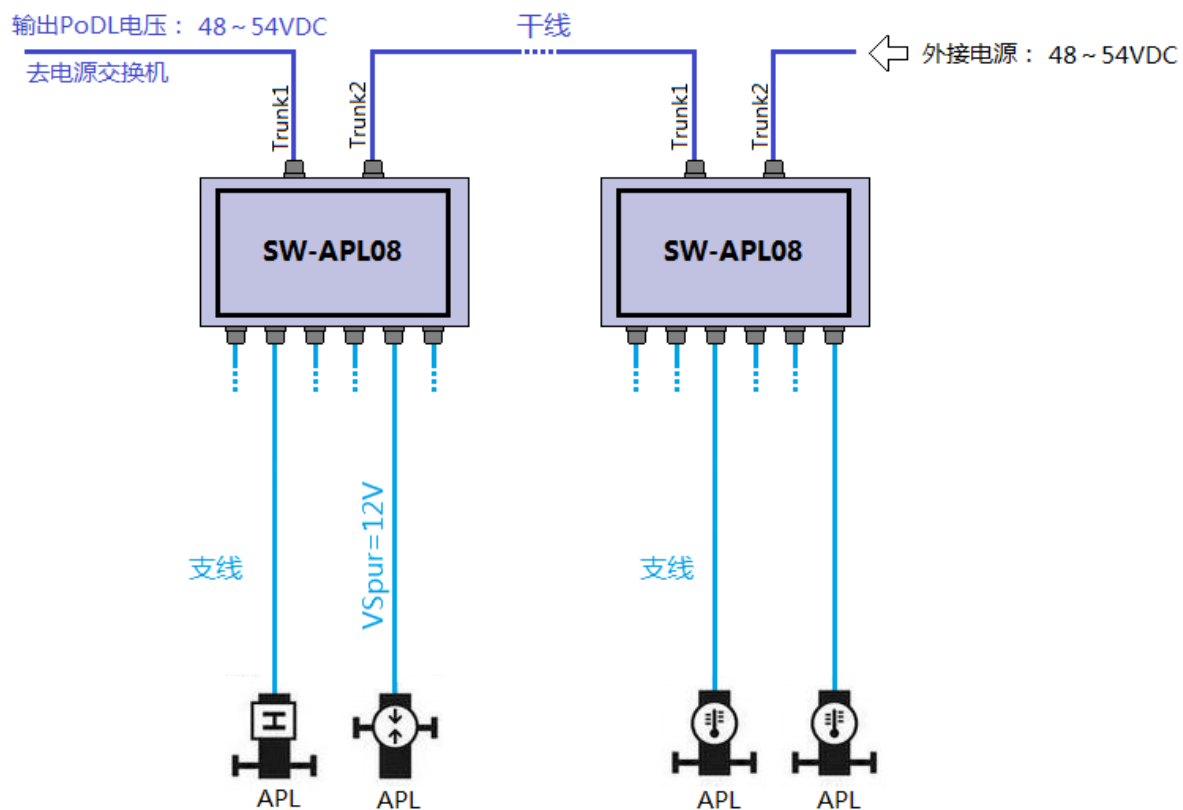 输出PoDL电压：48～54VDC
干线
去电源交换机
外接电源：48～54VDC
Trunk1
Trunk2
Trunk1
Trunk2
SW-APL08
SW-APL08
支线
VSpur=12V
支线
APL
APL
APL
APL